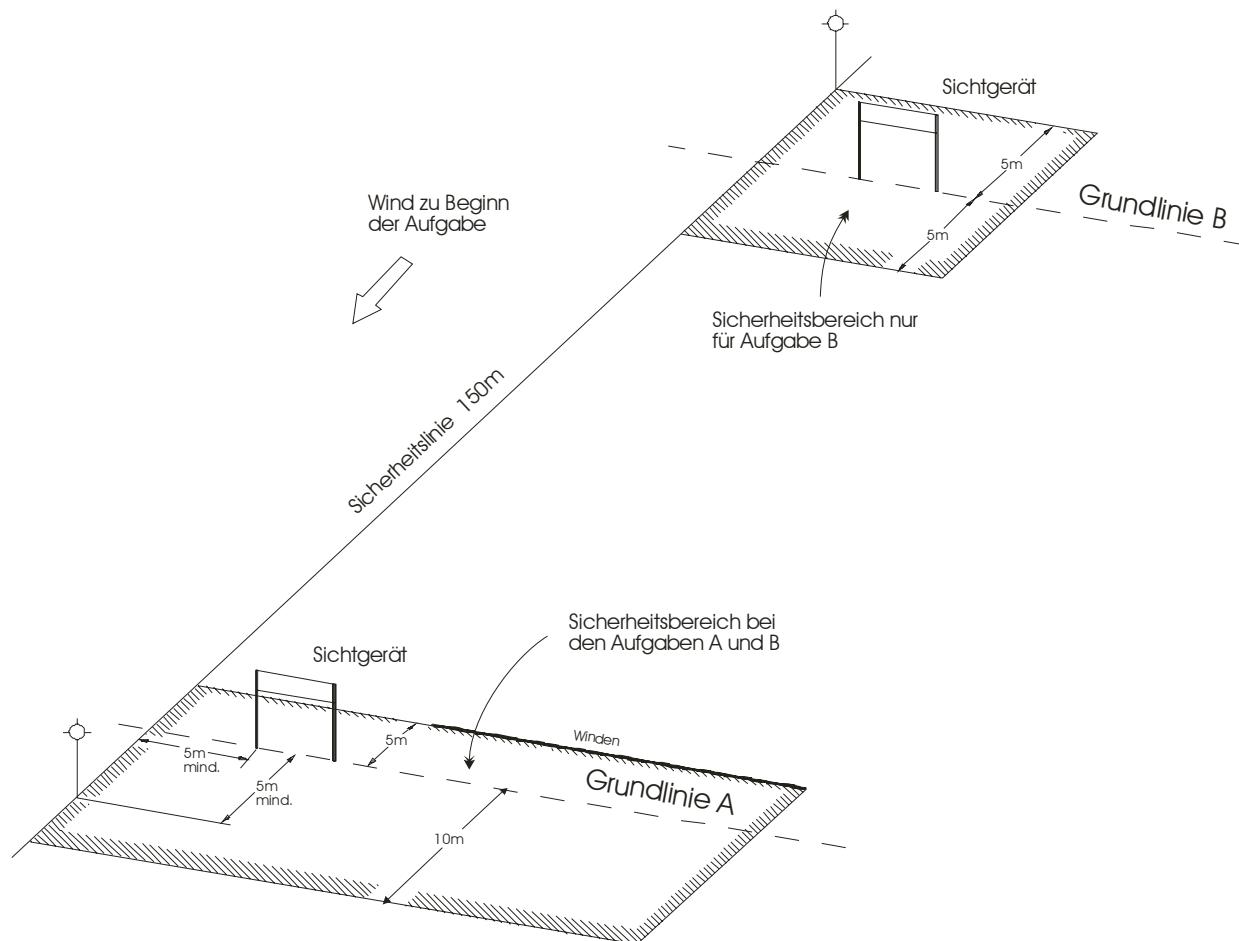 Sichtgerät
5m
Grundlinie B
5m
Wind zu Beginn
der Aufgabe
Sicherheitsbereich nur
für Aufgabe B
Sicherheitslinie 150m
Sicherheitsbereich bei
den Aufgaben A und B
Sichtgerät
5m
mind.
5m
Winden
Grundlinie A
5m
mind.
10m